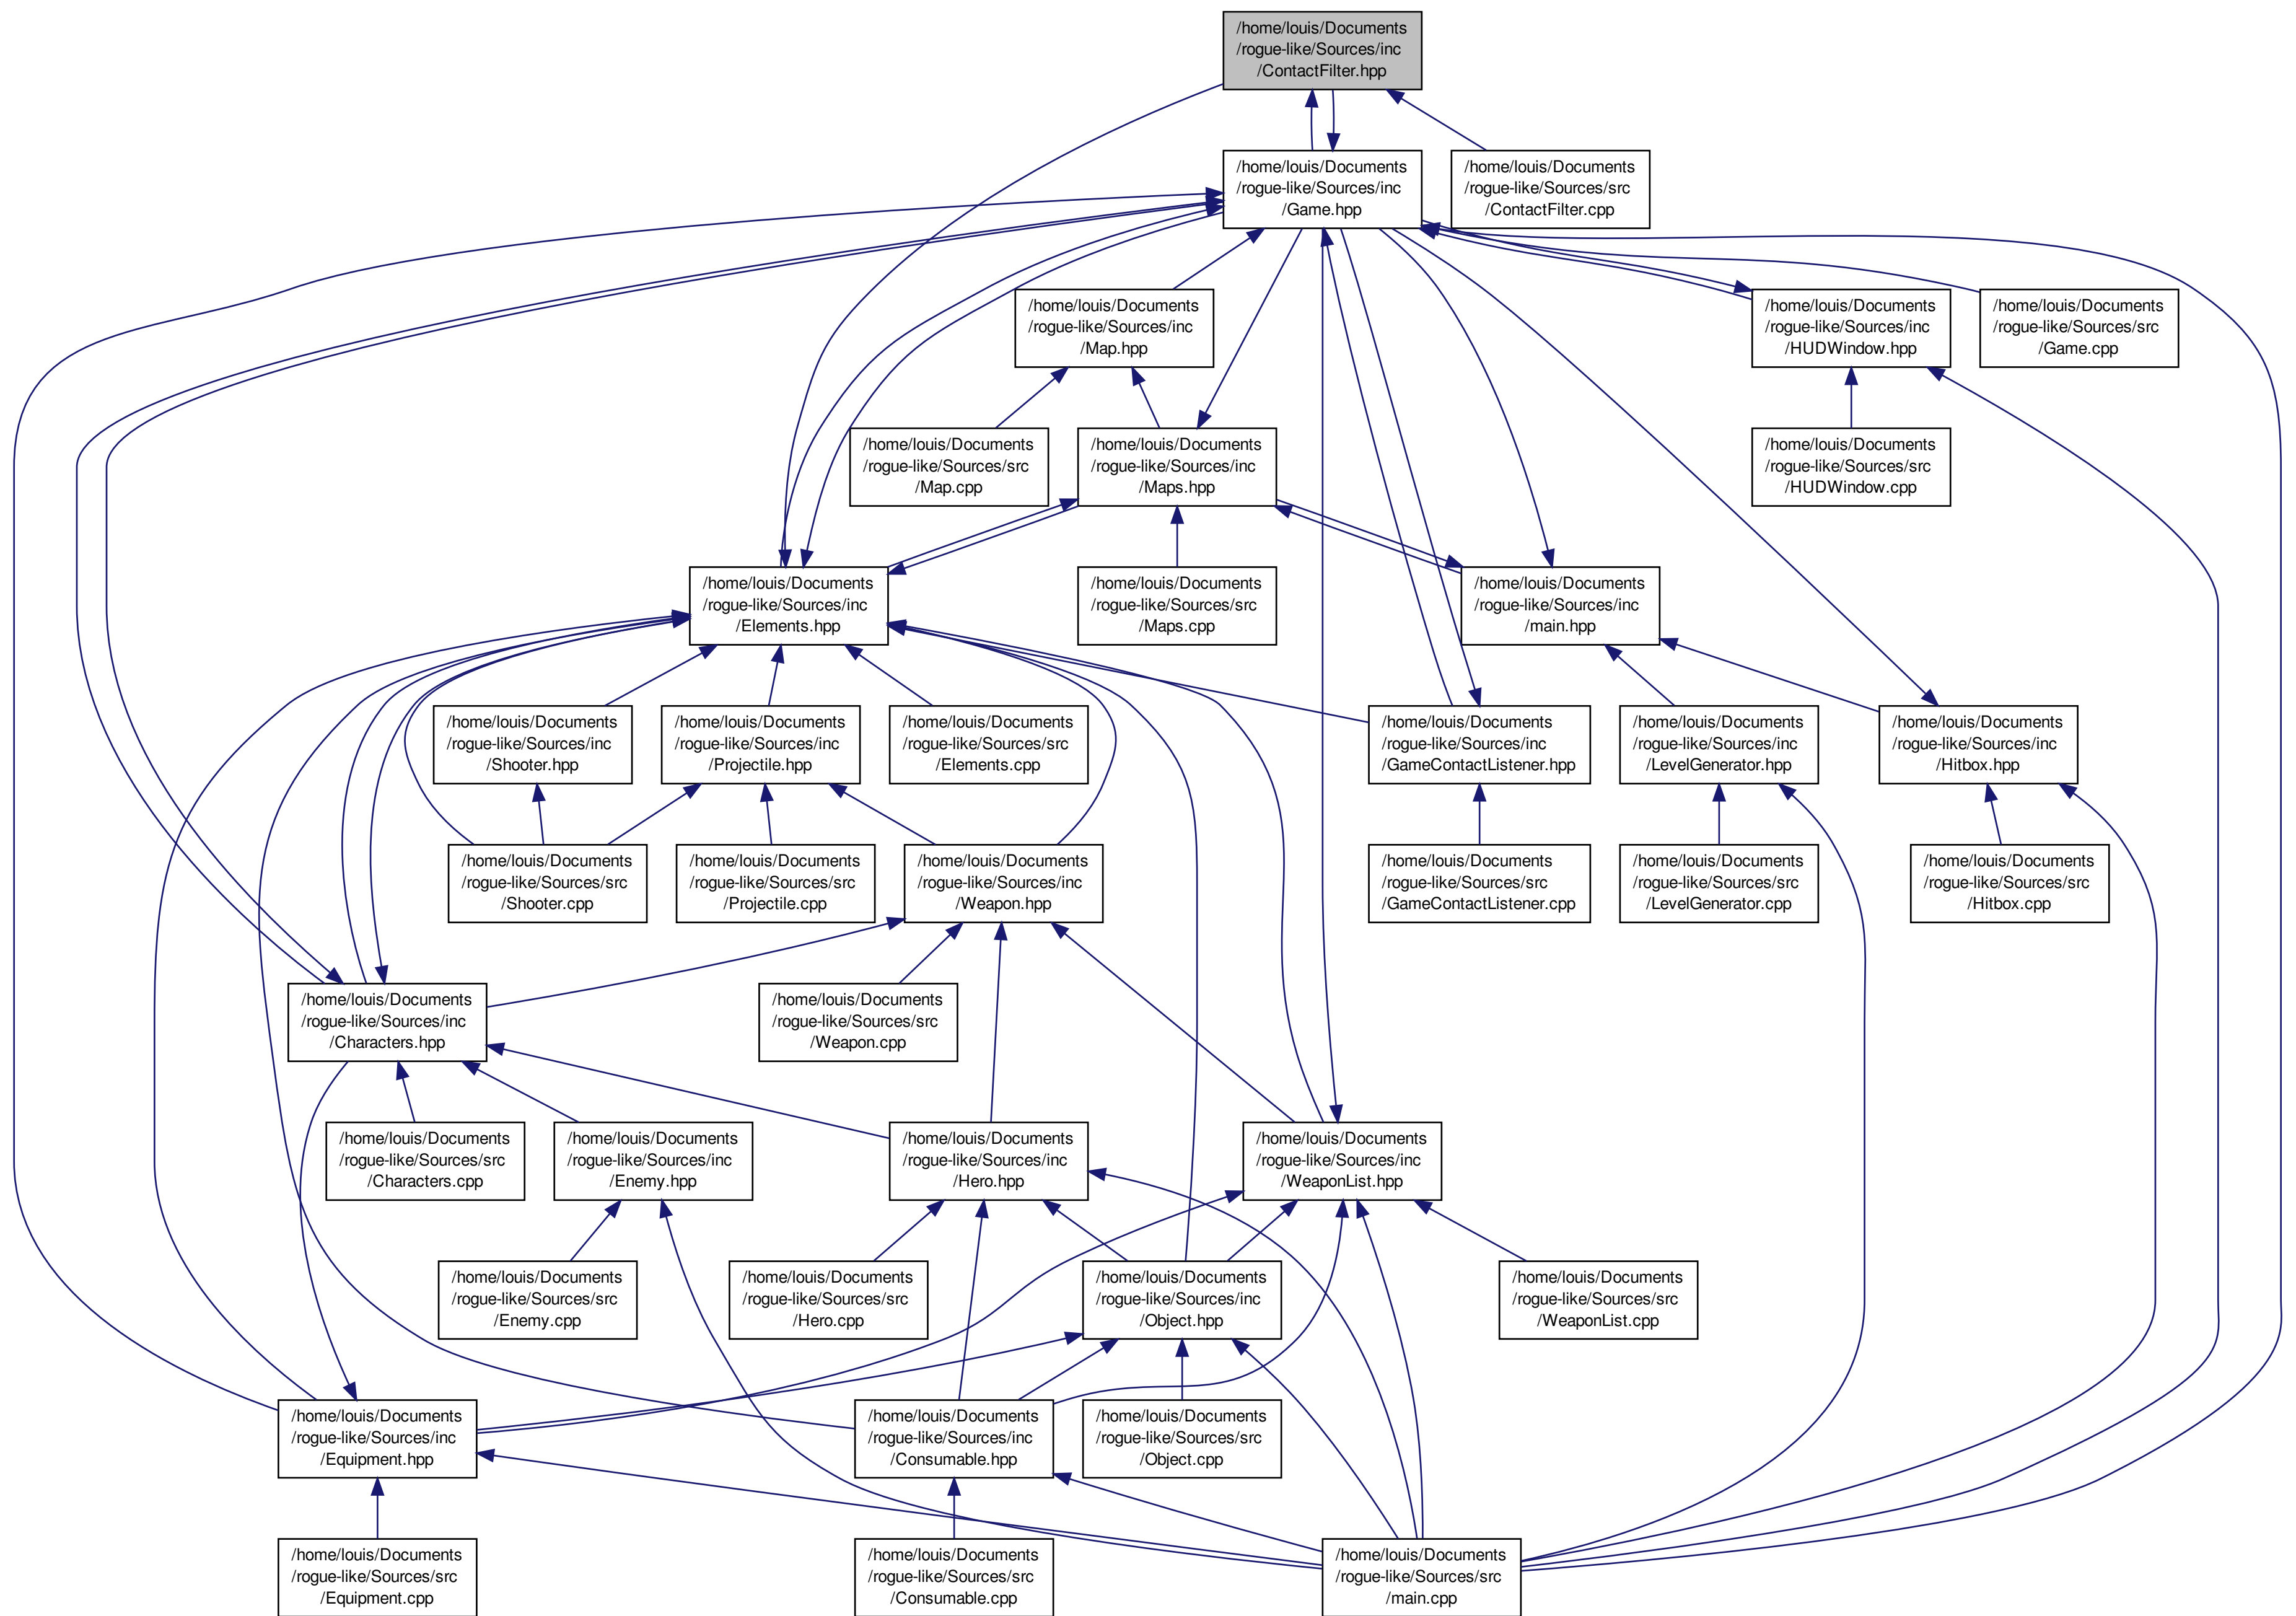 /home/louis/Documents
/rogue-like/Sources/inc
/ContactFilter.hpp
/home/louis/Documents
/rogue-like/Sources/inc
/Game.hpp
/home/louis/Documents
/rogue-like/Sources/src
/ContactFilter.cpp
/home/louis/Documents
/rogue-like/Sources/inc
/Map.hpp
/home/louis/Documents
/rogue-like/Sources/inc
/HUDWindow.hpp
/home/louis/Documents
/rogue-like/Sources/src
/Game.cpp
/home/louis/Documents
/rogue-like/Sources/src
/Map.cpp
/home/louis/Documents
/rogue-like/Sources/inc
/Maps.hpp
/home/louis/Documents
/rogue-like/Sources/src
/HUDWindow.cpp
/home/louis/Documents
/rogue-like/Sources/inc
/Elements.hpp
/home/louis/Documents
/rogue-like/Sources/src
/Maps.cpp
/home/louis/Documents
/rogue-like/Sources/inc
/main.hpp
/home/louis/Documents
/rogue-like/Sources/inc
/Shooter.hpp
/home/louis/Documents
/rogue-like/Sources/inc
/Projectile.hpp
/home/louis/Documents
/rogue-like/Sources/src
/Elements.cpp
/home/louis/Documents
/rogue-like/Sources/inc
/GameContactListener.hpp
/home/louis/Documents
/rogue-like/Sources/inc
/LevelGenerator.hpp
/home/louis/Documents
/rogue-like/Sources/inc
/Hitbox.hpp
/home/louis/Documents
/rogue-like/Sources/src
/Shooter.cpp
/home/louis/Documents
/rogue-like/Sources/src
/Projectile.cpp
/home/louis/Documents
/rogue-like/Sources/inc
/Weapon.hpp
/home/louis/Documents
/rogue-like/Sources/src
/GameContactListener.cpp
/home/louis/Documents
/rogue-like/Sources/src
/LevelGenerator.cpp
/home/louis/Documents
/rogue-like/Sources/src
/Hitbox.cpp
/home/louis/Documents
/rogue-like/Sources/inc
/Characters.hpp
/home/louis/Documents
/rogue-like/Sources/src
/Weapon.cpp
/home/louis/Documents
/rogue-like/Sources/src
/Characters.cpp
/home/louis/Documents
/rogue-like/Sources/inc
/Enemy.hpp
/home/louis/Documents
/rogue-like/Sources/inc
/Hero.hpp
/home/louis/Documents
/rogue-like/Sources/inc
/WeaponList.hpp
/home/louis/Documents
/rogue-like/Sources/src
/Enemy.cpp
/home/louis/Documents
/rogue-like/Sources/src
/Hero.cpp
/home/louis/Documents
/rogue-like/Sources/inc
/Object.hpp
/home/louis/Documents
/rogue-like/Sources/src
/WeaponList.cpp
/home/louis/Documents
/rogue-like/Sources/inc
/Equipment.hpp
/home/louis/Documents
/rogue-like/Sources/inc
/Consumable.hpp
/home/louis/Documents
/rogue-like/Sources/src
/Object.cpp
/home/louis/Documents
/rogue-like/Sources/src
/Equipment.cpp
/home/louis/Documents
/rogue-like/Sources/src
/Consumable.cpp
/home/louis/Documents
/rogue-like/Sources/src
/main.cpp